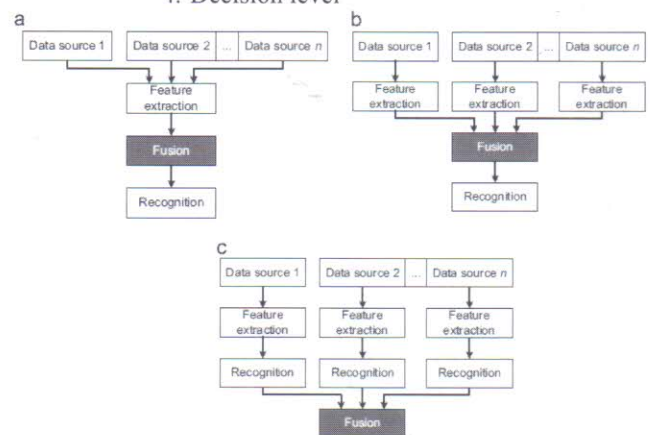 4. Decision level
a
Data source 1 Data source 2 ... Data source n
Feature extraction
Fusion
Recognition
b
Data source 1 Data source 2 ... Data source n
Feature extraction Feature extraction Feature extraction
Fusion
Recognition
c
Data source 1 Data source 2 ... Data source n
Feature extraction Feature extraction Feature extraction
Recognition Recognition Recognition
Fusion